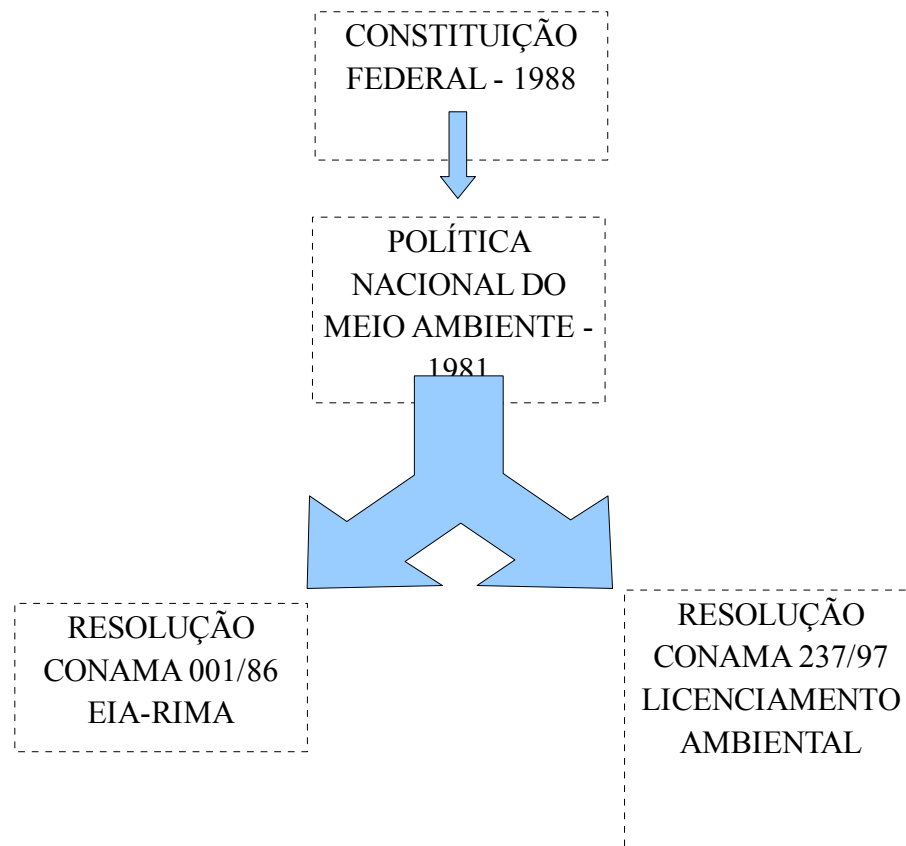 CONSTITUIÇÃO
FEDERAL - 1988
POLÍTICA
NACIONAL DO
MEIO AMBIENTE -
1981
RESOLUÇÃO
CONAMA 001/86
EIA-RIMA
RESOLUÇÃO
CONAMA 237/97
LICENCIAMENTO
AMBIENTAL